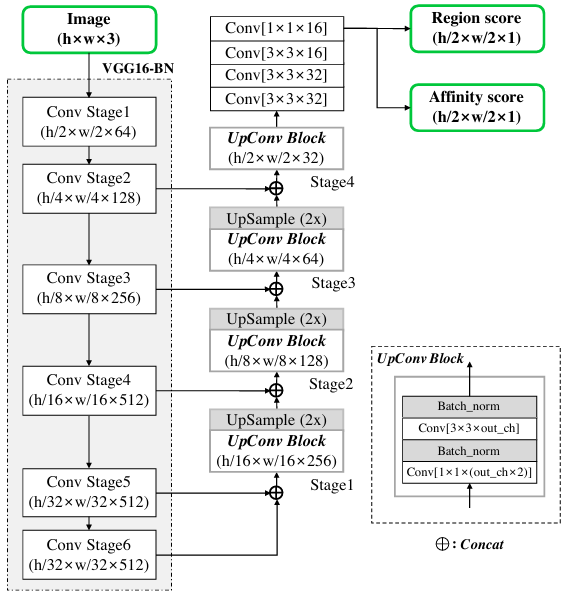 Image
(h×w×3)
VGG16-BN
Conv Stage1
(h/2×w/2×64)
Conv Stage2
(h/4×w/4×128)
Conv Stage3
(h/8×w/8×256)
Conv Stage4
(h/16×w/16×512)
Conv Stage5
(h/32×w/32×512)
Conv Stage6
(h/32×w/32×512)
Conv[1×1×16]
Conv[3×3×16]
Conv[3×3×32]
Conv[3×3×32]
UpConv Block
(h/2×w/2×32)
Stage4
UpSample (2x)
UpConv Block
(h/4×w/4×64)
Stage3
UpSample (2x)
UpConv Block
(h/8×w/8×128)
Stage2
UpSample (2x)
UpConv Block
(h/16×w/16×256)
Stage1
Region score
(h/2×w/2×1)
Affinity score
(h/2×w/2×1)
UpConv Block
Batch_norm
Conv[3×3×out_ch]
Batch_norm
Conv[1×1×(out_ch×2)]
⊕: Concat